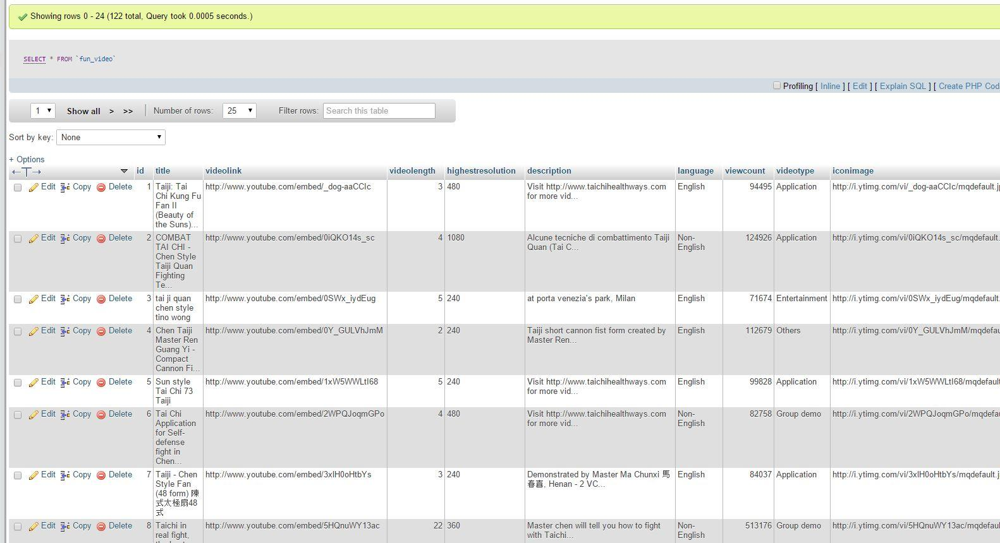 Showing rows 0 - 24 (122 total, Query took 0.0005 seconds.)
SELECT * FROM `fun_video`
Profiling [ Inline ] [ Edit ] [ Explain SQL ] [ Create PHP Cod
1 Show all > >> Number of rows: 25 Filter rows: Search this table
Sort by key: None
+ Options
←T→ id title videolink videolength highestresolution description language viewcount videotype iconimage
Edit Copy Delete 1 Taiji: Tai http://www.youtube.com/embed/_dog-aaCCIc 3 480 Visit http://www.taichihealthways.com English 94495 Application http://i.ytimg.com/vi/_dog-aaCCIc/mqdefault.j
Chi Kung Fu for more vid...
Fan II
(Beauty of
the Suns)...
Edit Copy Delete 2 COMBAT http://www.youtube.com/embed/0iQKO14s_sc 4 1080 Alcune tecniche di combattimento Taiji Non- 124926 Application http://i.ytimg.com/vi/0iQKO14s_sc/mqdefault.
TAI CHI - Quan (Tai C... English
Chen Style
Taiji Quan
Fighting
Te...
Edit Copy Delete 3 tai ji quan http://www.youtube.com/embed/0SWx_iydEug 5 240 at porta venezia's park, Milan English 71674 Entertainment http://i.ytimg.com/vi/0SWx_iydEug/mqdefault.
chen style
tino wong
Edit Copy Delete 4 Chen Taiji http://www.youtube.com/embed/0Y_GULVhJmM 2 240 Taiji short cannon fist form created by English 112679 Others http://i.ytimg.com/vi/0Y_GULVhJmM/mqdefau
Master Ren Master Ren...
Guang Yi -
Compact
Cannon Fi...
Edit Copy Delete 5 Sun style http://www.youtube.com/embed/1xW5WWLtI68 5 240 Visit http://www.taichihealthways.com English 99828 Application http://i.ytimg.com/vi/1xW5WWLtI68/mqdefault
Tai Chi 73 for more vid...
Taiji
Edit Copy Delete 6 Tai Chi http://www.youtube.com/embed/2WPQJoqmGPo 4 480 Visit http://www.taichihealthways.com Non- 82758 Group demo http://i.ytimg.com/vi/2WPQJoqmGPo/mqdefa
Application for more vid... English
for Self-
defense
fight in
Chen...
Edit Copy Delete 7 Taiji - Chen http://www.youtube.com/embed/3xlH0oHtbYs 3 240 Demonstrated by Master Ma Chunxi 馬 English 84037 Application http://i.ytimg.com/vi/3xlH0oHtbYs/mqdefault.j
Style Fan 春喜, Henan - 2 VC...
(48 form) 陳
式太極扇48
式
Edit Copy Delete 8 Taichi in http://www.youtube.com/embed/5HQnuWY13ac 22 360 Master chen will tell you how to fight Non- 513176 Group demo http://i.ytimg.com/vi/5HQnuWY13ac/mqdefaul
real fight, with Taichi... English